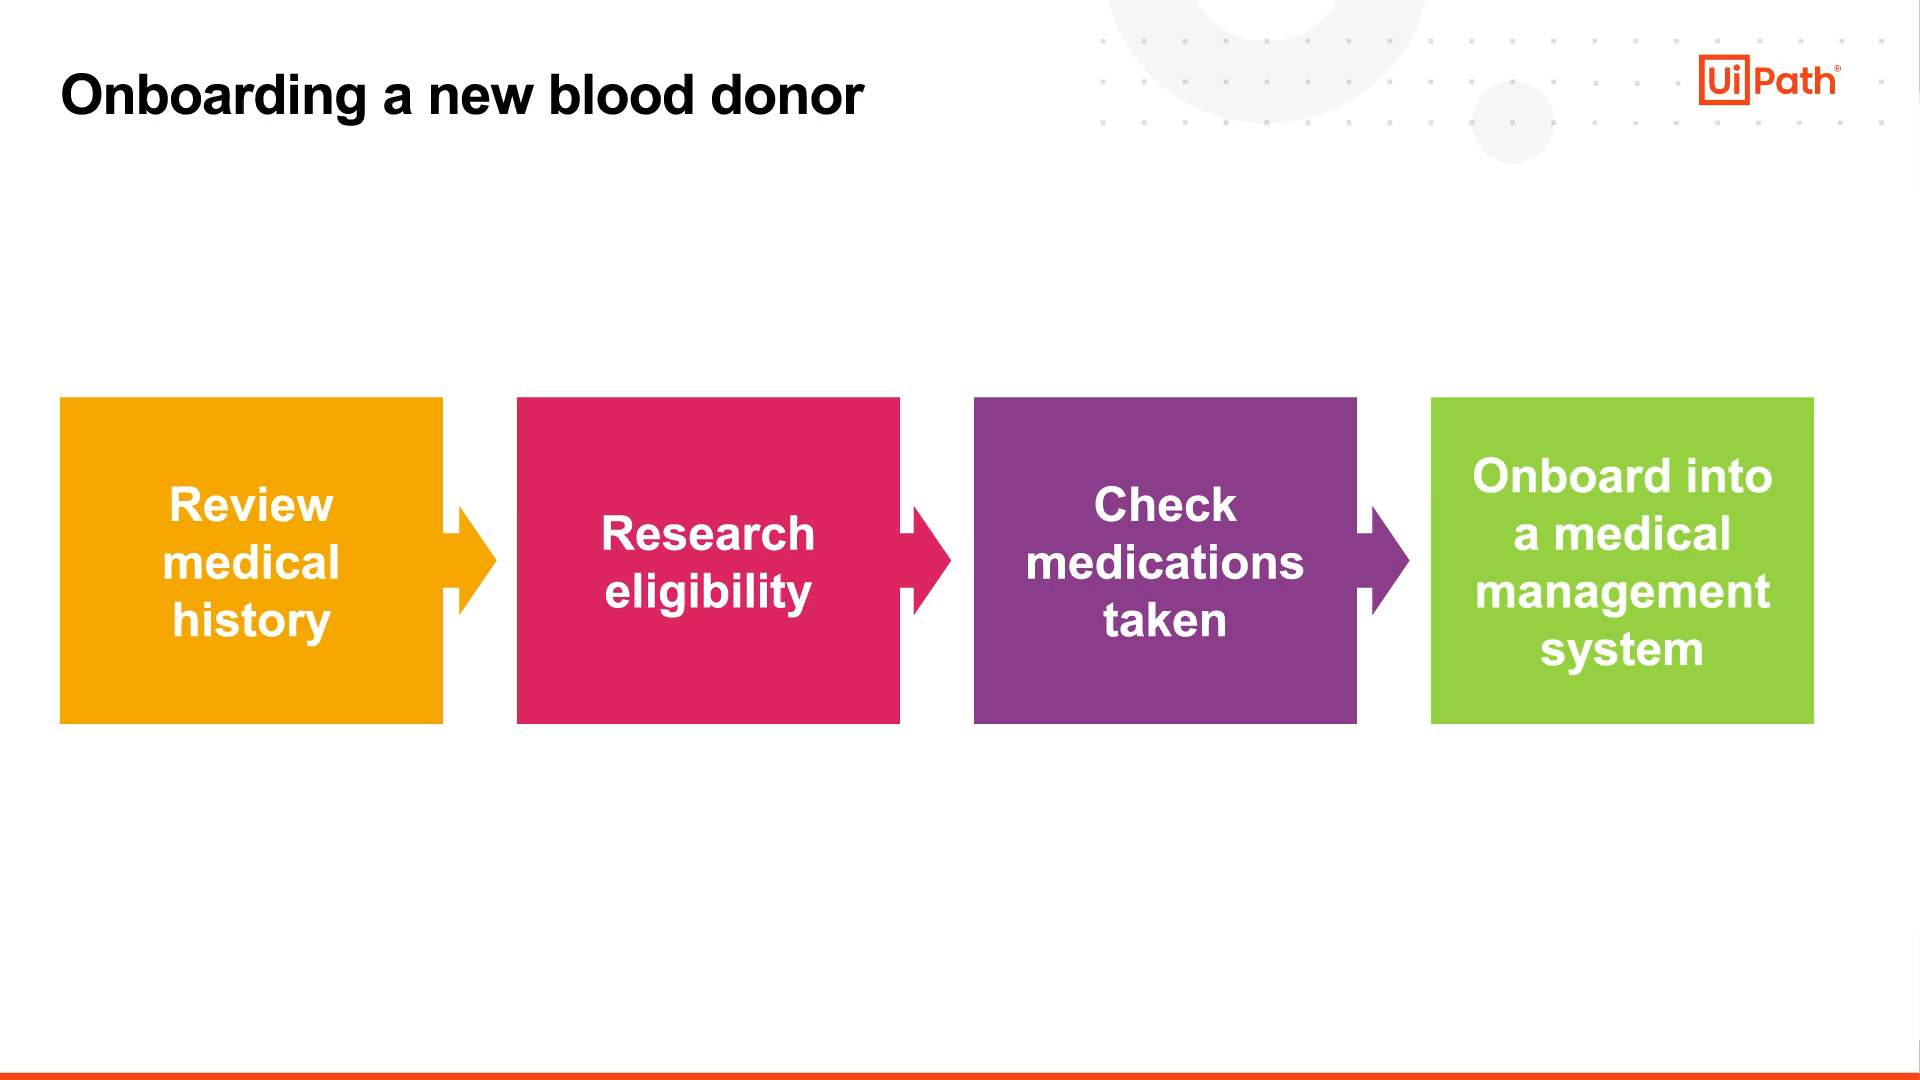 Onboarding a new blood donor
UiPath®
Review
medical
history
Research
eligibility
Check
medications
taken
Onboard into
a medical
management
system